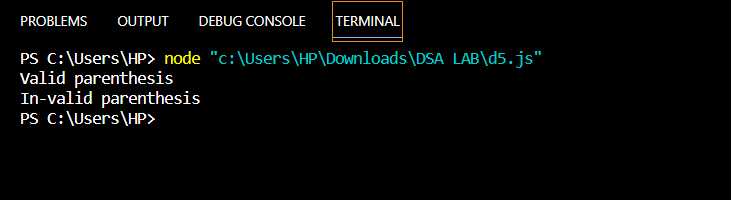 PROBLEMS OUTPUT DEBUG CONSOLE TERMINAL
PS C:\Users\HP> node "c:\Users\HP\Downloads\DSA LAB\d5.js"
Valid parenthesis
In-valid parenthesis
PS C:\Users\HP>